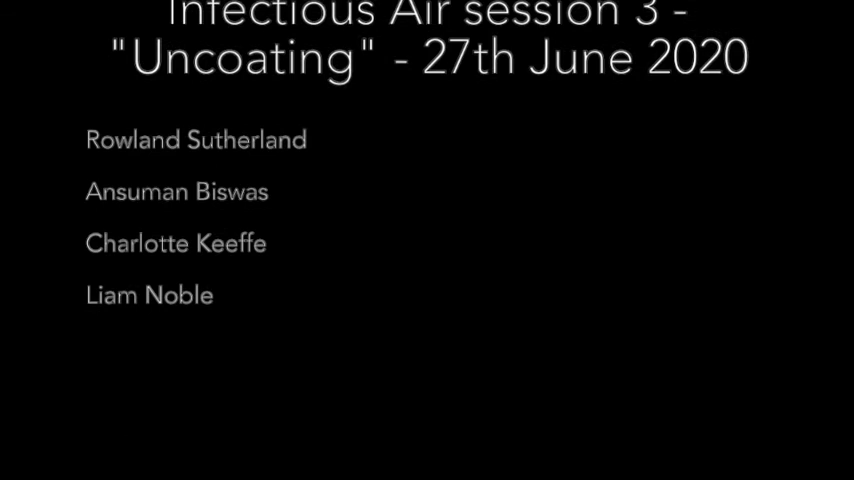 Infectious Air session 3 -
"Uncoating" - 27th June 2020
Rowland Sutherland
Ansuman Biswas
Charlotte Keeffe
Liam Noble